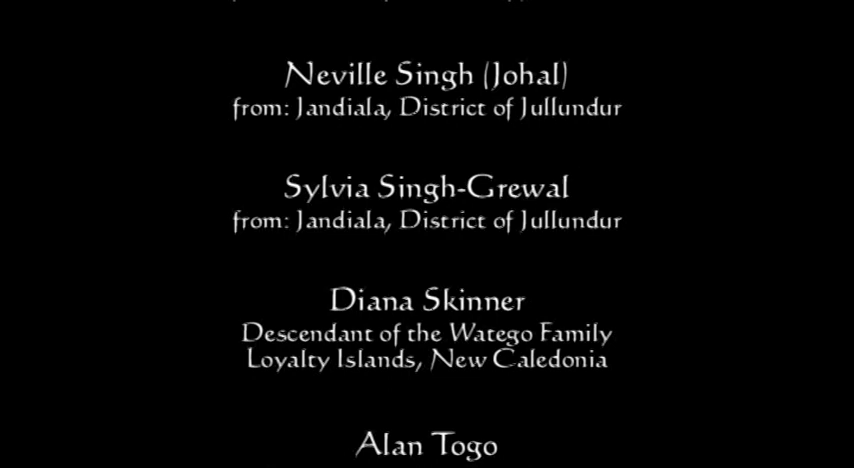 Neville Singh (Johal)
from: Jandiala, District of Jullundur
Sylvia Singh-Grewal
from: Jandiala, District of Jullundur
Diana Skinner
Descendant of the Watego Family
Loyalty Islands, New Caledonia
Alan Togo